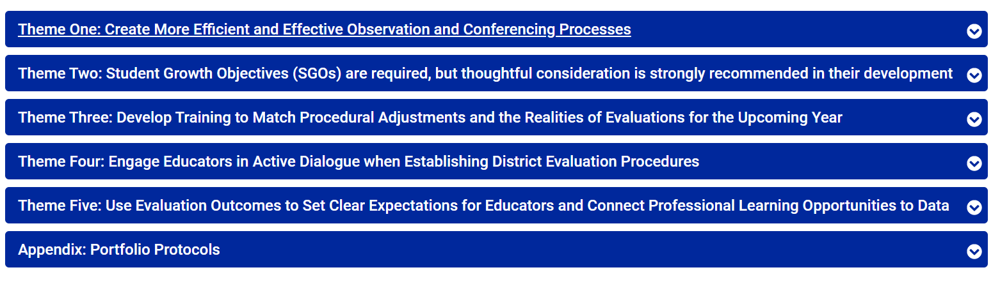 Theme One: Create More Efficient and Effective Observation and Conferencing Processes
Theme Two: Student Growth Objectives (SGOs) are required, but thoughtful consideration is strongly recommended in their development
Theme Three: Develop Training to Match Procedural Adjustments and the Realities of Evaluations for the Upcoming Year
Theme Four: Engage Educators in Active Dialogue when Establishing District Evaluation Procedures
Theme Five: Use Evaluation Outcomes to Set Clear Expectations for Educators and Connect Professional Learning Opportunities to Data
Appendix: Portfolio Protocols